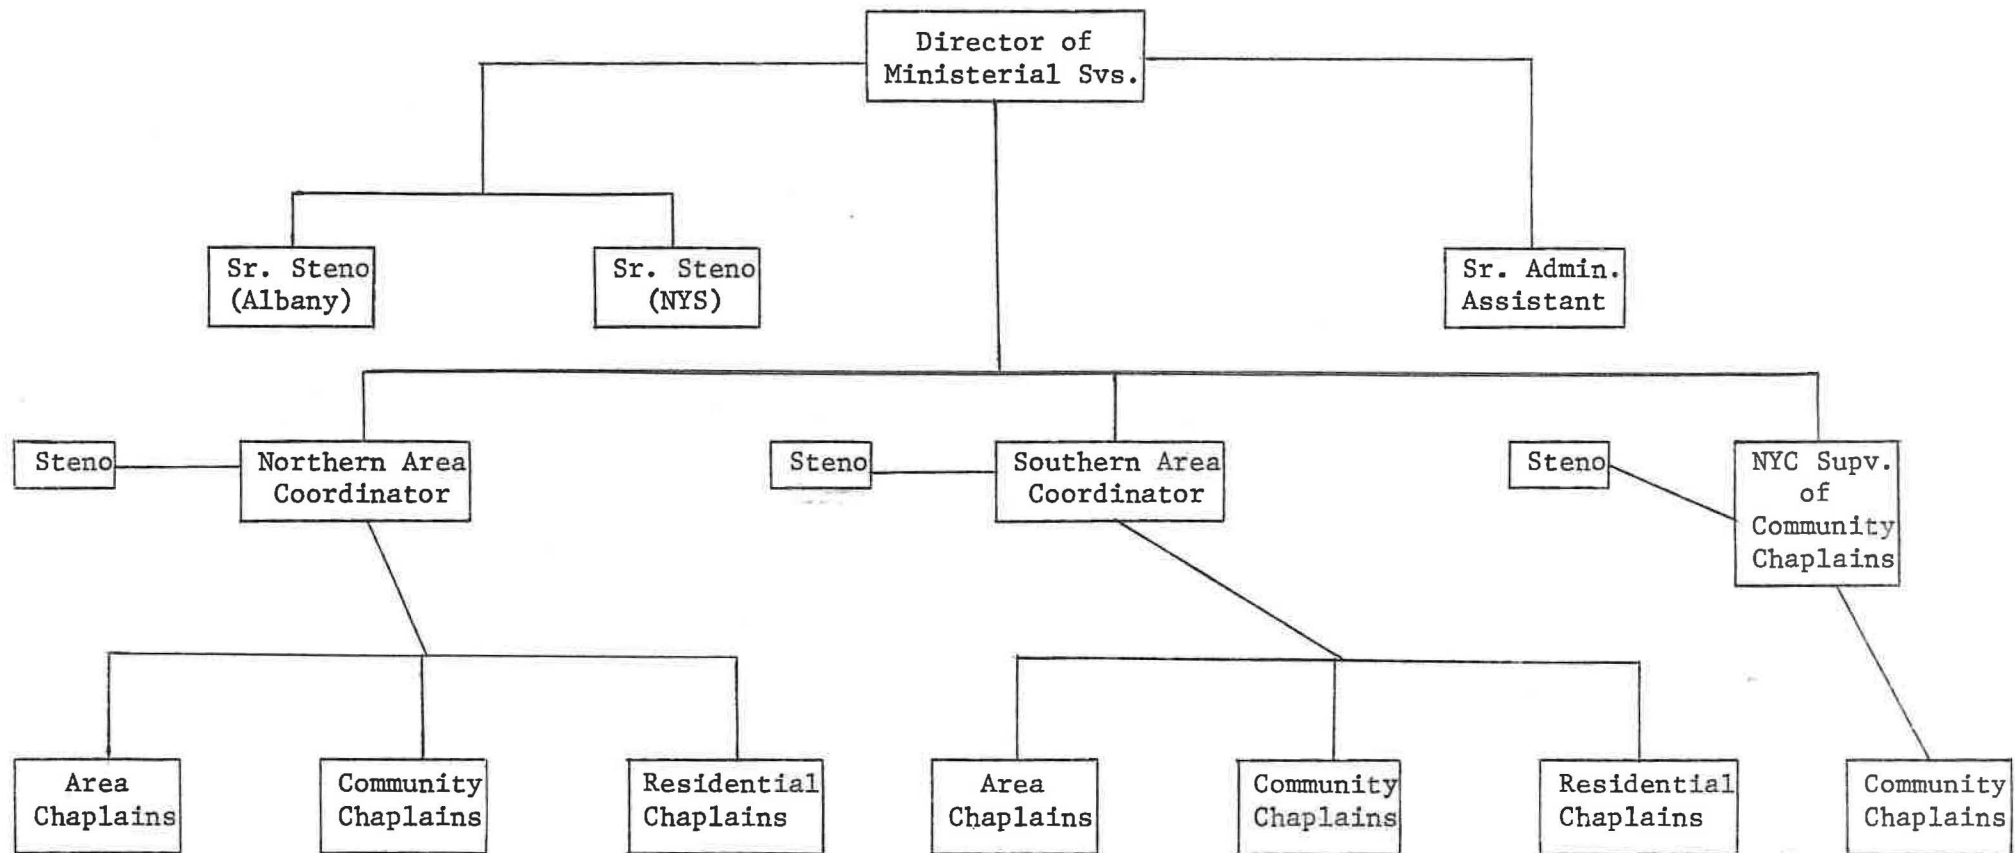 Director of
Ministerial Svs.
Sr. Steno
(Albany)
Sr. Steno
(NYS)
Sr. Admin.
Assistant
Steno
Northern Area
Coordinator
Steno
Southern Area
Coordinator
Steno
NYC Supv.
of
Community
Chaplains
Area
Chaplains
Community
Chaplains
Residential
Chaplains
Area
Chaplains
Community
Chaplains
Residential
Chaplains
Community
Chaplains